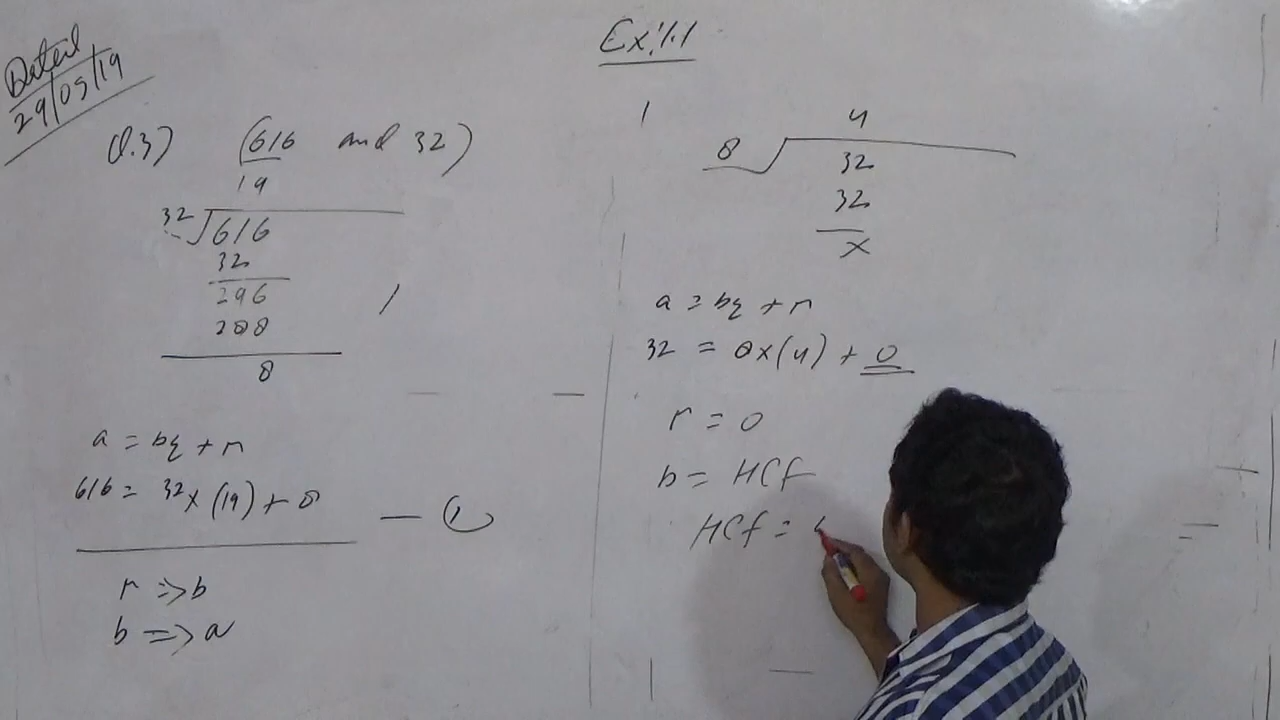 Dated
29/05/19
Ex:1.1
Q.3) (616 and 32)
19
32 616
32
296
288
8
a = bq + r
616 = 32 x (19) + 8 — 1
r => b
b => a
4
8 32
32
x
a = bq + r
32 = 8 x (4) + 0
r = 0
b = HCf
HCf =